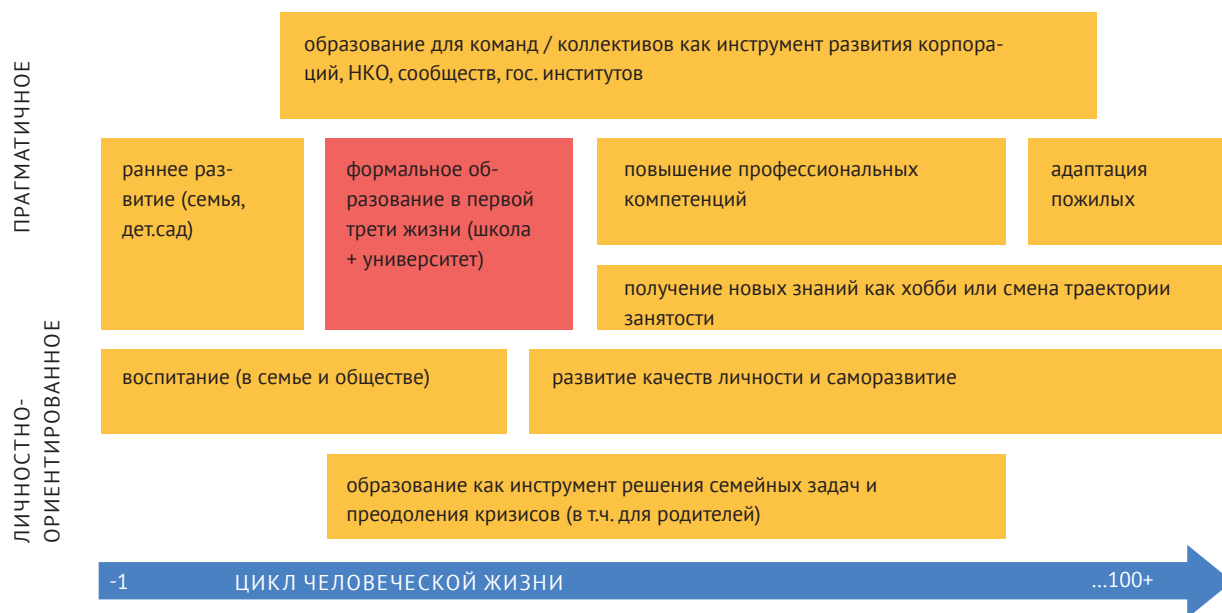 ПРАГМАТИЧНОЕ
образование для команд / коллективов как инструмент развития корпора-
ций, НКО, сообществ, гос. институтов
раннее раз-
витие (семья,
дет.сад)
формальное об-
разование в первой
трети жизни (школа
+ университет)
повышение профессиональных
компетенций
адаптация
пожилых
получение новых знаний как хобби или смена траектории
занятости
ЛИЧНОСТНО-
ОРИЕНТИРОВАННОЕ
воспитание (в семье и обществе)
развитие качеств личности и саморазвитие
образование как инструмент решения семейных задач и
преодоления кризисов (в т.ч. для родителей)
-1
ЦИКЛ ЧЕЛОВЕЧЕСКОЙ ЖИЗНИ
...100+